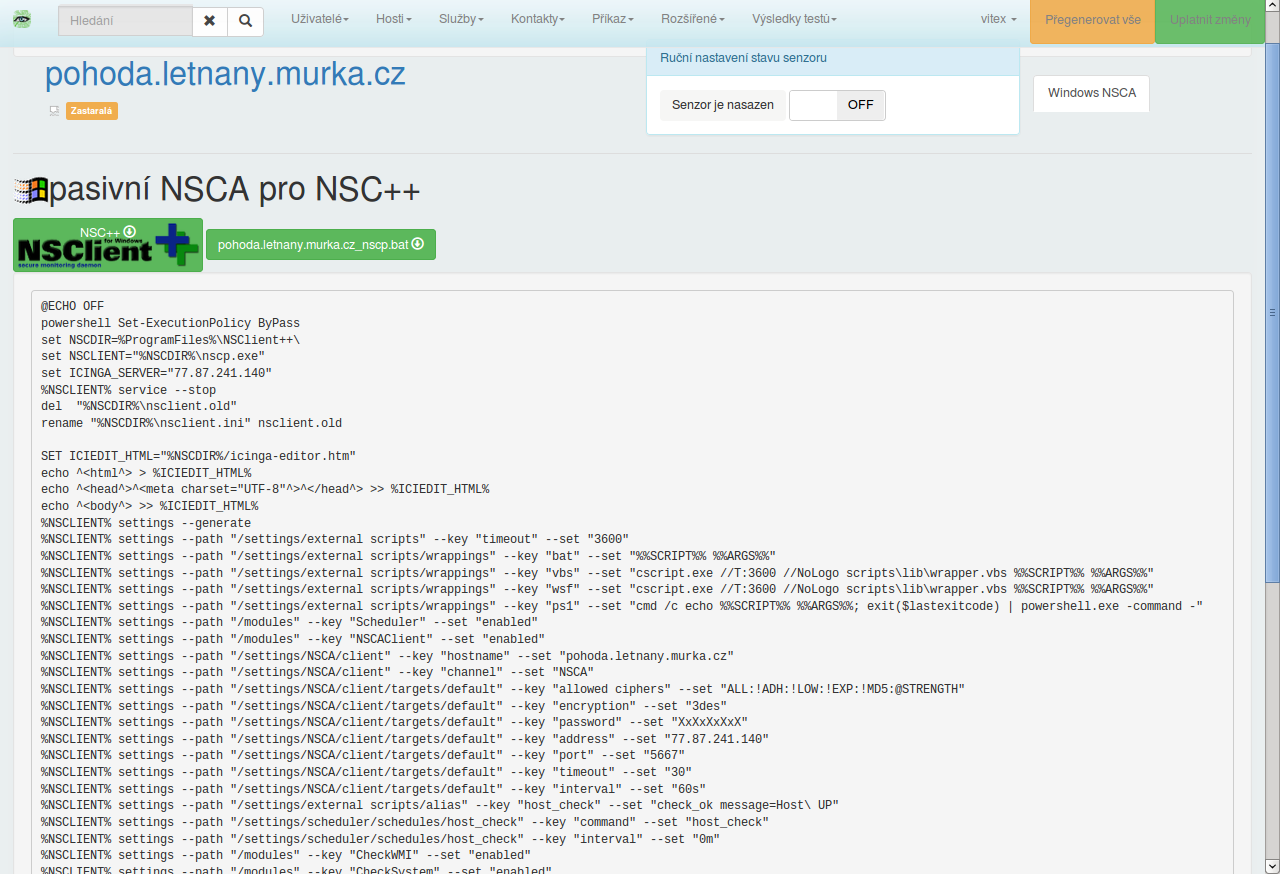 Hledání
Uživatelé
Hosti
Služby
Kontakty
Příkaz
Rozšířené
Výsledky testů
vitex
Přegenerovat vše
Uplatnit změny
pohoda.letnany.murka.cz
Zastaralá
Ruční nastavení stavu senzoru
Senzor je nasazen
OFF
Windows NSCA
pasivní NSCA pro NSC++
NSC++
for Windows
NSClient
secure monitoring daemon
pohoda.letnany.murka.cz_nscp.bat
@ECHO OFF
powershell Set-ExecutionPolicy ByPass
set NSCDIR=%ProgramFiles%\NSClient++\
set NSCLIENT="%NSCDIR%\nscp.exe"
set ICINGA_SERVER="77.87.241.140"
%NSCLIENT% service --stop
del  "%NSCDIR%\nsclient.old"
rename "%NSCDIR%\nsclient.ini" nsclient.old
SET ICIEDIT_HTML="%NSCDIR%/icinga-editor.htm"
echo ^<html^> > %ICIEDIT_HTML%
echo ^<head^>^<meta charset="UTF-8"^>^</head^> >> %ICIEDIT_HTML%
echo ^<body^> >> %ICIEDIT_HTML%
%NSCLIENT% settings --generate
%NSCLIENT% settings --path "/settings/external scripts" --key "timeout" --set "3600"
%NSCLIENT% settings --path "/settings/external scripts/wrappings" --key "bat" --set "%%SCRIPT%% %%ARGS%%"
%NSCLIENT% settings --path "/settings/external scripts/wrappings" --key "vbs" --set "cscript.exe //T:3600 //NoLogo scripts\lib\wrapper.vbs %%SCRIPT%% %%ARGS%%"
%NSCLIENT% settings --path "/settings/external scripts/wrappings" --key "wsf" --set "cscript.exe //T:3600 //NoLogo scripts\lib\wrapper.vbs %%SCRIPT%% %%ARGS%%"
%NSCLIENT% settings --path "/settings/external scripts/wrappings" --key "ps1" --set "cmd /c echo %%SCRIPT%% %%ARGS%%; exit($lastexitcode) | powershell.exe -command -"
%NSCLIENT% settings --path "/modules" --key "Scheduler" --set "enabled"
%NSCLIENT% settings --path "/modules" --key "NSCAClient" --set "enabled"
%NSCLIENT% settings --path "/settings/NSCA/client" --key "hostname" --set "pohoda.letnany.murka.cz"
%NSCLIENT% settings --path "/settings/NSCA/client" --key "channel" --set "NSCA"
%NSCLIENT% settings --path "/settings/NSCA/client/targets/default" --key "allowed ciphers" --set "ALL:!ADH:!LOW:!EXP:!MD5:@STRENGTH"
%NSCLIENT% settings --path "/settings/NSCA/client/targets/default" --key "encryption" --set "3des"
%NSCLIENT% settings --path "/settings/NSCA/client/targets/default" --key "password" --set "XxXxXxXxX"
%NSCLIENT% settings --path "/settings/NSCA/client/targets/default" --key "address" --set "77.87.241.140"
%NSCLIENT% settings --path "/settings/NSCA/client/targets/default" --key "port" --set "5667"
%NSCLIENT% settings --path "/settings/NSCA/client/targets/default" --key "timeout" --set "30"
%NSCLIENT% settings --path "/settings/NSCA/client/targets/default" --key "interval" --set "60s"
%NSCLIENT% settings --path "/settings/external scripts/alias" --key "host_check" --set "check_ok message=Host\ UP"
%NSCLIENT% settings --path "/settings/scheduler/schedules/host_check" --key "command" --set "host_check"
%NSCLIENT% settings --path "/settings/scheduler/schedules/host_check" --key "interval" --set "0m"
%NSCLIENT% settings --path "/modules" --key "CheckWMI" --set "enabled"
%NSCLIENT% settings --path "/modules" --key "CheckSystem" --set "enabled"